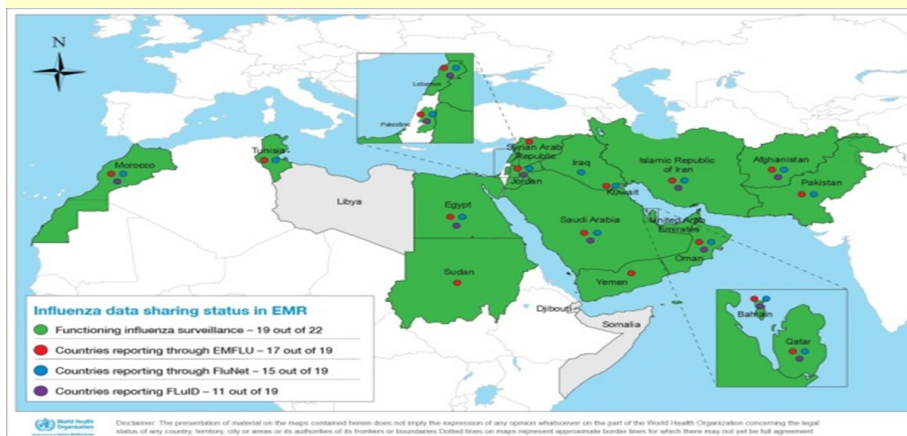 N
Lebanon
Palestine
Syrian Arab
Republic
Tunisia
Morocco
Jordan
Iraq
Kuwait
Islamic Republic
of Iran
Afghanistan
Pakistan
Libya
Egypt
Saudi Arabia
United Arab
Emirates
Oman
Sudan
Yemen
Djibouti
Somalia
Bahrain
Qatar
Influenza data sharing status in EMR
Functioning influenza surveillance – 19 out of 22
Countries reporting through EMFLU – 17 out of 19
Countries reporting through FluNet – 15 out of 19
Countries reporting FLuID – 11 out of 19
World Health
Organization
Disclaimer: The presentation of material on the maps contained herein does not imply the expression of any opinion whatsoever on the part of the World Health Organization concerning the legal
status of any country, territory, city or areas or its authorities of its frontiers or boundaries Dotted lines on maps represent approximate border lines for which there may not yet be full agreement